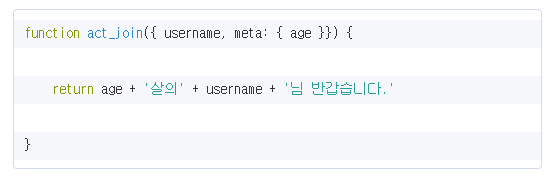 function act_join({ username, meta: { age }}) {
return age + '살의' + username + '님 반갑습니다.'
}